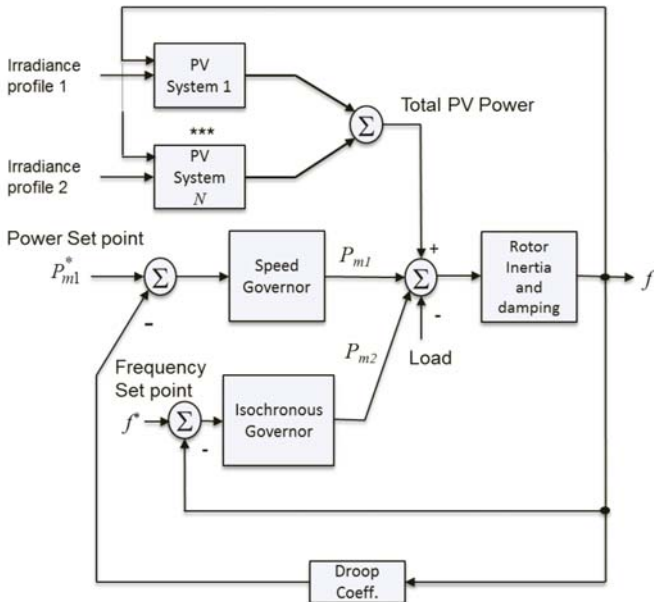 Irradiance
profile 1
PV
System 1
Total PV Power
Σ
***
Irradiance
profile 2
PV
System
N
Power Set point
P*m1
Σ
-
Speed
Governor
Pm1
+
Σ
-
Rotor
Inertia
and
damping
f
Load
Pm2
Frequency
Set point
f*
Σ
-
Isochronous
Governor
Droop
Coeff.